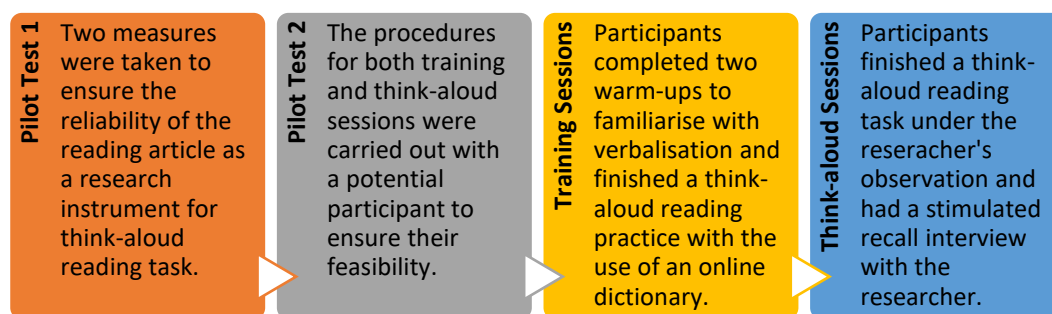 Pilot Test 1
Two measures
were taken to
ensure the
reliability of the
reading article as
a research
instrument for
think-aloud
reading task.
Pilot Test 2
The procedures
for both training
and think-aloud
sessions were
carried out with
a potential
participant to
ensure their
feasibility.
Training Sessions
Participants
completed two
warm-ups to
familiarise with
verbalisation and
finished a think-
aloud reading
practice with the
use of an online
dictionary.
Think-aloud Sessions
Participants
finished a think-
aloud reading
task under the
reseracher's
observation and
had a stimulated
recall interview
with the
researcher.